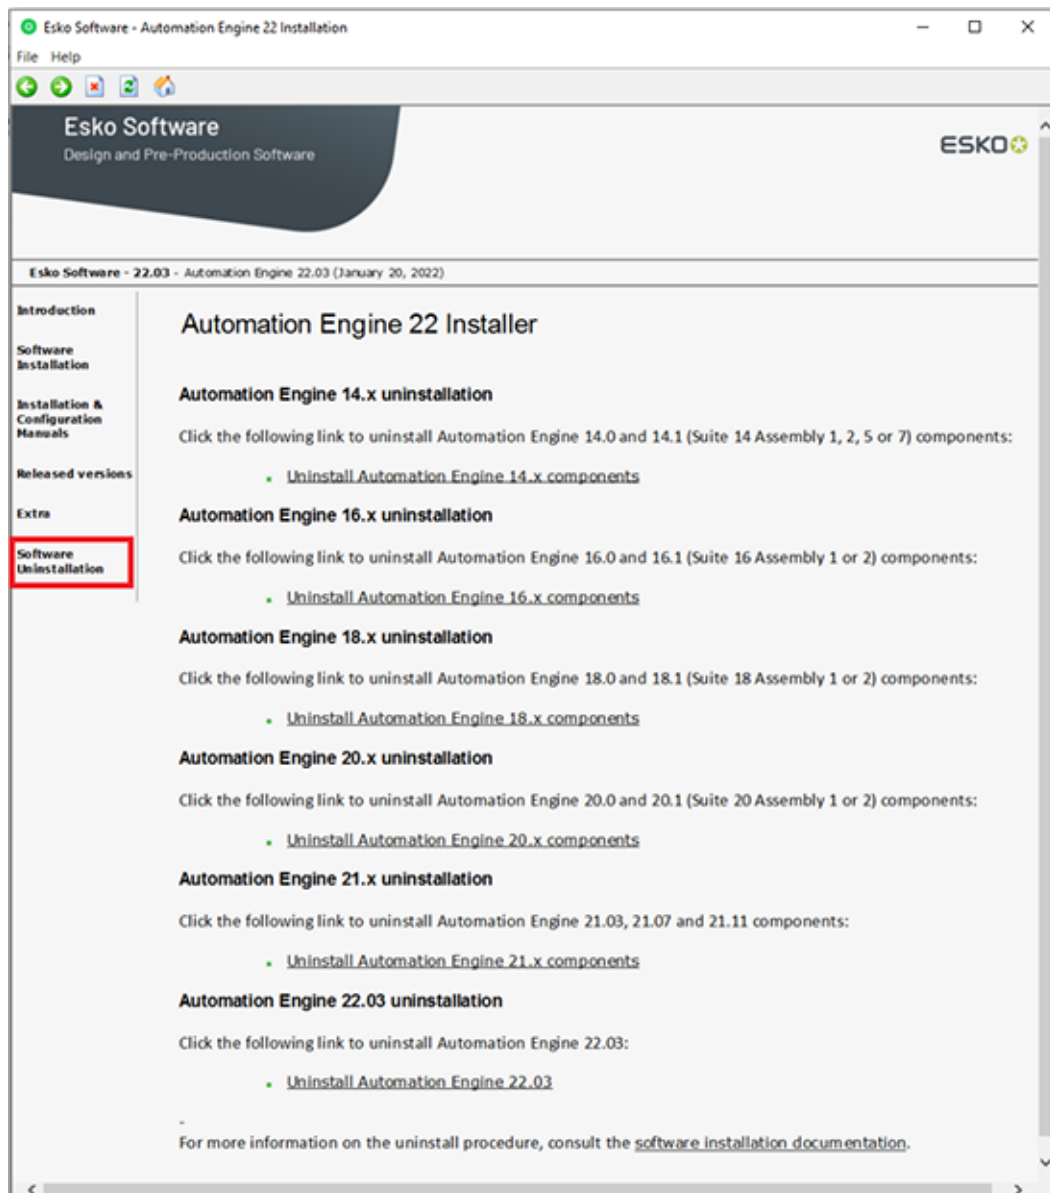 Esko Software - Automation Engine 22 Installation
File Help
Esko Software
Design and Pre-Production Software
ESKO
Esko Software - 22.03 - Automation Engine 22.03 (January 20, 2022)
Introduction
Software
Installation
Installation &
Configuration
Manuals
Released versions
Extra
Software
Uninstallation
Automation Engine 22 Installer
Automation Engine 14.x uninstallation
Click the following link to uninstall Automation Engine 14.0 and 14.1 (Suite 14 Assembly 1, 2, 5 or 7) components:
Uninstall Automation Engine 14.x components
Automation Engine 16.x uninstallation
Click the following link to uninstall Automation Engine 16.0 and 16.1 (Suite 16 Assembly 1 or 2) components:
Uninstall Automation Engine 16.x components
Automation Engine 18.x uninstallation
Click the following link to uninstall Automation Engine 18.0 and 18.1 (Suite 18 Assembly 1 or 2) components:
Uninstall Automation Engine 18.x components
Automation Engine 20.x uninstallation
Click the following link to uninstall Automation Engine 20.0 and 20.1 (Suite 20 Assembly 1 or 2) components:
Uninstall Automation Engine 20.x components
Automation Engine 21.x uninstallation
Click the following link to uninstall Automation Engine 21.03, 21.07 and 21.11 components:
Uninstall Automation Engine 21.x components
Automation Engine 22.03 uninstallation
Click the following link to uninstall Automation Engine 22.03:
Uninstall Automation Engine 22.03
-
For more information on the uninstall procedure, consult the software installation documentation.